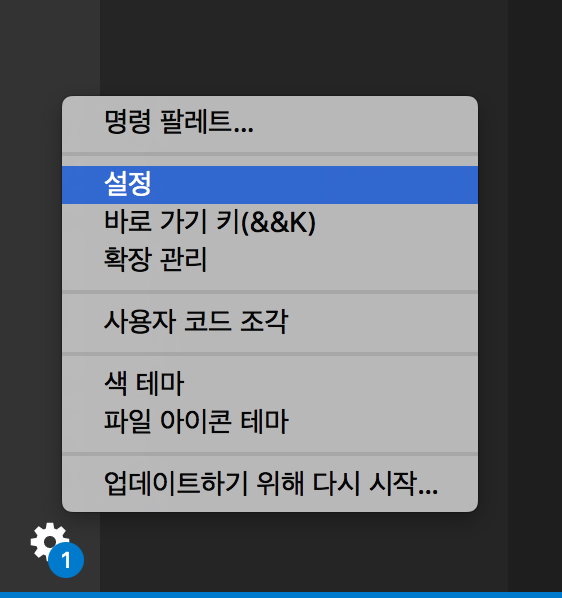 명령 팔레트...
설정
바로 가기 키(&&K)
확장 관리
사용자 코드 조각
색 테마
파일 아이콘 테마
업데이트하기 위해 다시 시작...
1